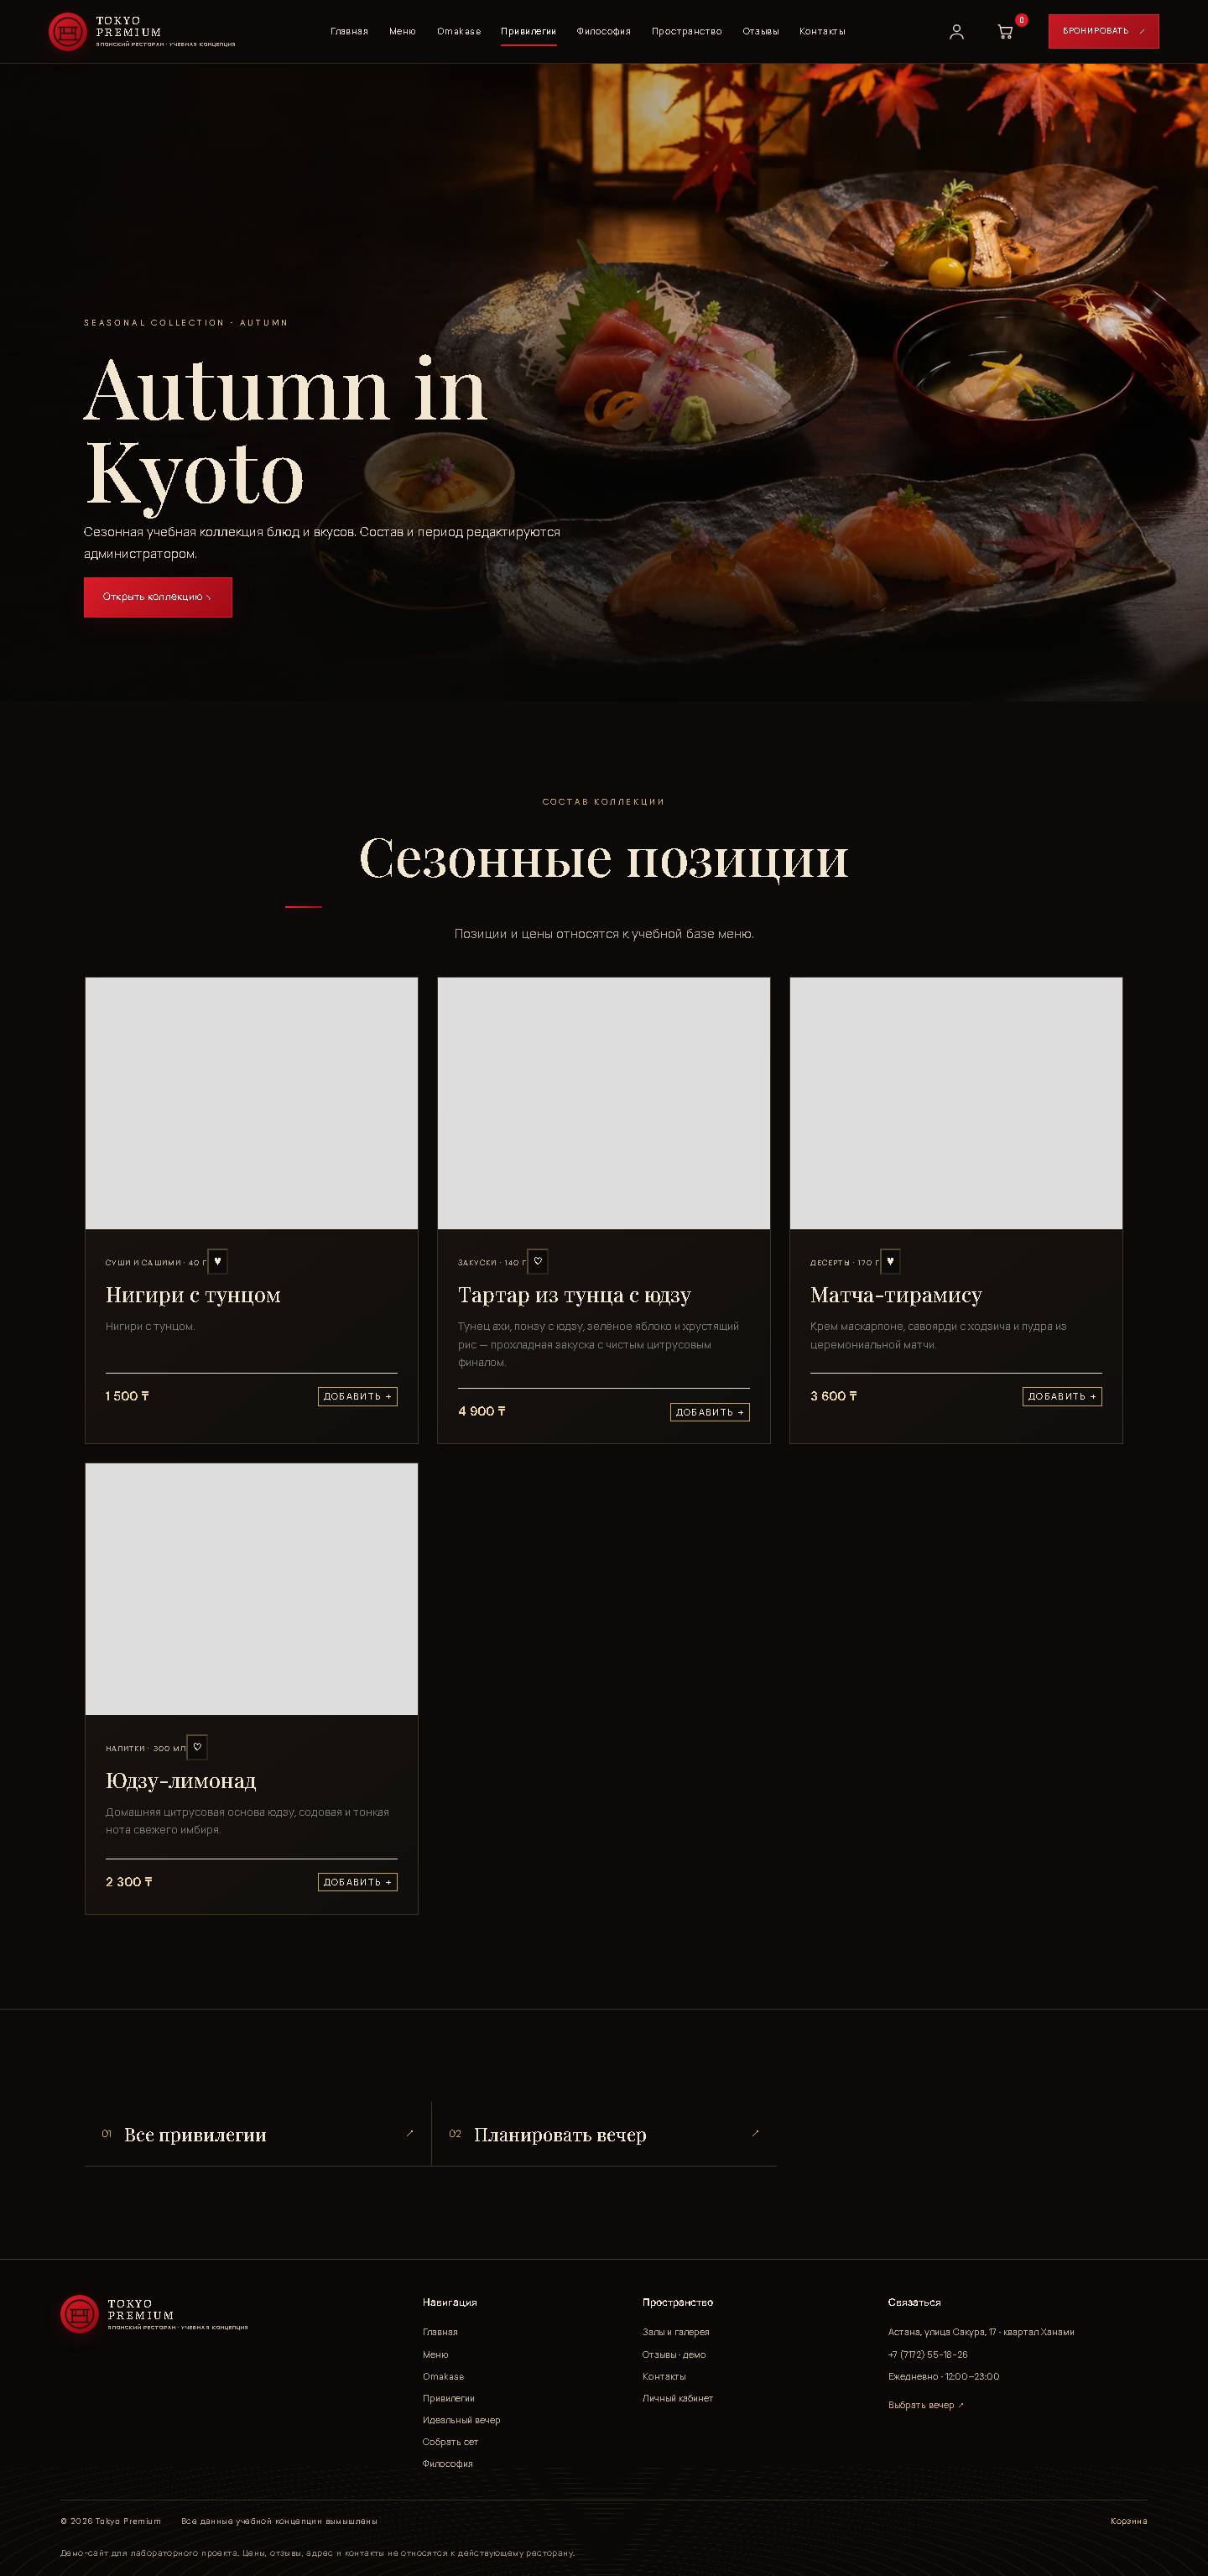 TOKYO
PREMIUM
ЯПОНСКИЙ РЕСТОРАН · УЧЕБНАЯ КОНЦЕПЦИЯ
Главная Меню Omakase Привилегии Философия Пространство Отзывы Контакты
0
БРОНИРОВАТЬ ↗
SEASONAL COLLECTION · AUTUMN
Autumn in
Kyoto
Сезонная учебная коллекция блюд и вкусов. Состав и период редактируются
администратором.
Открыть коллекцию ↘
СОСТАВ КОЛЛЕКЦИИ
Сезонные позиции
Позиции и цены относятся к учебной базе меню.
СУШИ И САШИМИ · 40 Г ♥
Нигири с тунцом
Нигири с тунцом.
1 500 ₸ ДОБАВИТЬ +
ЗАКУСКИ · 140 Г ♡
Тартар из тунца с юдзу
Тунец ахи, понзу с юдзу, зелёное яблоко и хрустящий
рис — прохладная закуска с чистым цитрусовым
финалом.
4 900 ₸ ДОБАВИТЬ +
ДЕСЕРТЫ · 170 Г ♥
Матча-тирамису
Крем маскарпоне, савоярди с ходзича и пудра из
церемониальной матчи.
3 600 ₸ ДОБАВИТЬ +
НАПИТКИ · 300 МЛ ♡
Юдзу-лимонад
Домашняя цитрусовая основа юдзу, содовая и тонкая
нота свежего имбиря.
2 300 ₸ ДОБАВИТЬ +
01 Все привилегии ↗
02 Планировать вечер ↗
TOKYO
PREMIUM
ЯПОНСКИЙ РЕСТОРАН · УЧЕБНАЯ КОНЦЕПЦИЯ
Навигация
Главная
Меню
Omakase
Привилегии
Идеальный вечер
Собрать сет
Философия
Пространство
Залы и галерея
Отзывы · демо
Контакты
Личный кабинет
Связаться
Астана, улица Сакура, 17 · квартал Ханами
+7 (7172) 55-18-26
Ежедневно · 12:00–23:00
Выбрать вечер ↗
© 2026 Tokyo Premium Все данные учебной концепции вымышлены
Корзина
Демо-сайт для лабораторного проекта. Цены, отзывы, адрес и контакты не относятся к действующему ресторану.